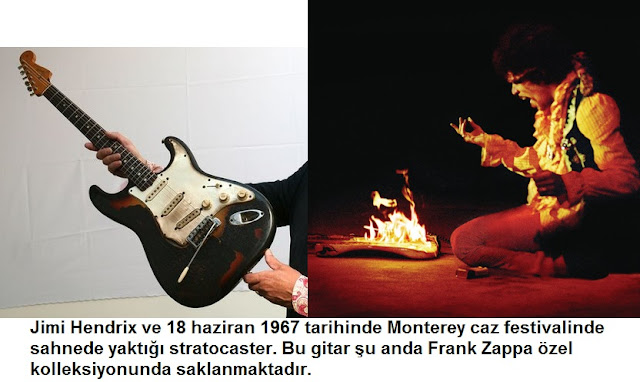 Jimi Hendrix ve 18 haziran 1967 tarihinde Monterey caz festivalinde
sahnede yaktığı stratocaster. Bu gitar şu anda Frank Zappa özel
kolleksiyonunda saklanmaktadır.